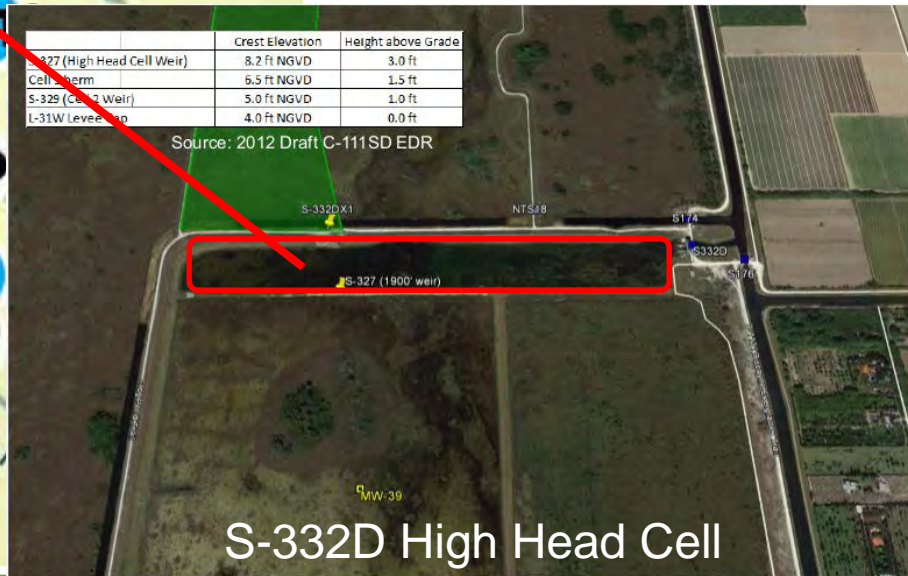 Crest Elevation Height above Grade
S-327 (High Head Cell Weir) 8.2 ft NGVD 3.0 ft
Cell berm 6.5 ft NGVD 1.5 ft
S-329 (Cell 2 Weir) 5.0 ft NGVD 1.0 ft
L-31W Levee 4.0 ft NGVD 0.0 ft
Source: 2012 Draft C-111SD EDR
S-332DX1
NTS18
S174
S332D
S176
S-327 (1900' weir)
MW-39
S-332D High Head Cell